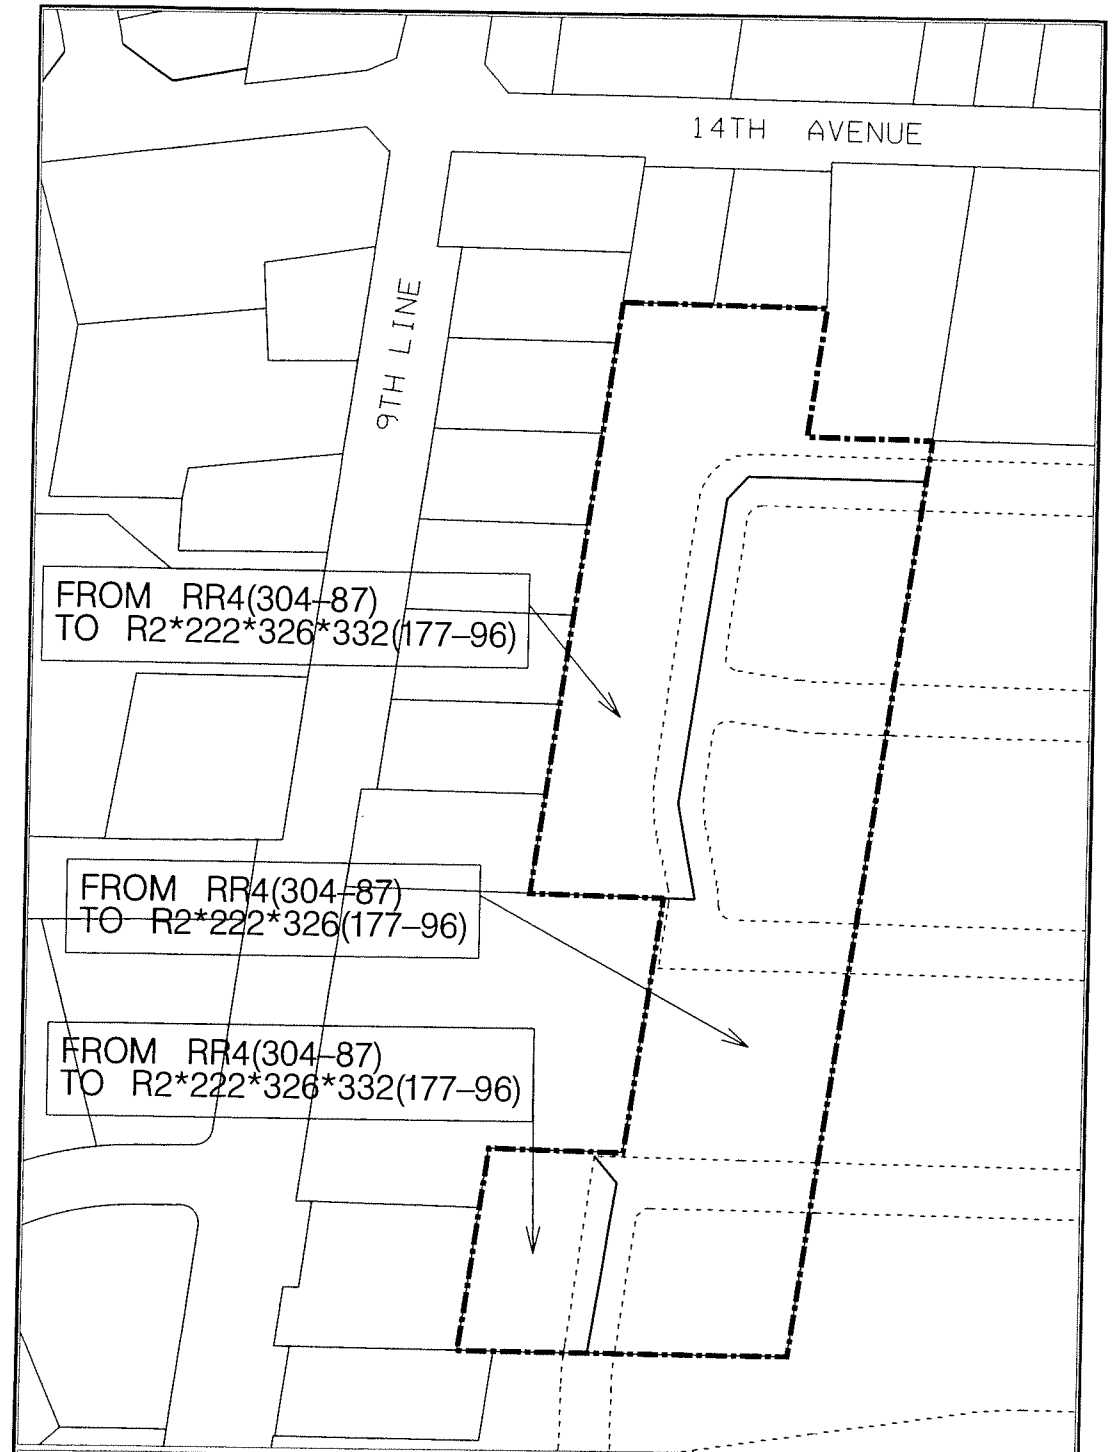 14TH AVENUE
9TH LINE
FROM RR4(304-87)
TO R2*222*326*332(177-96)
FROM RR4(304-87)
TO R2*222*326(177-96)
FROM RR4(304-87)
TO R2*222*326*332(177-96)